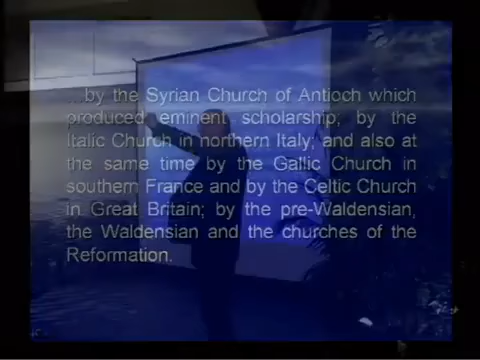 ...by the Syrian Church of Antioch which
produced eminent scholarship; by the
Italic Church in northern Italy; and also at
the same time by the Gallic Church in
southern France and by the Celtic Church
in Great Britain; by the pre-Waldensian,
the Waldensian and the churches of the
Reformation.